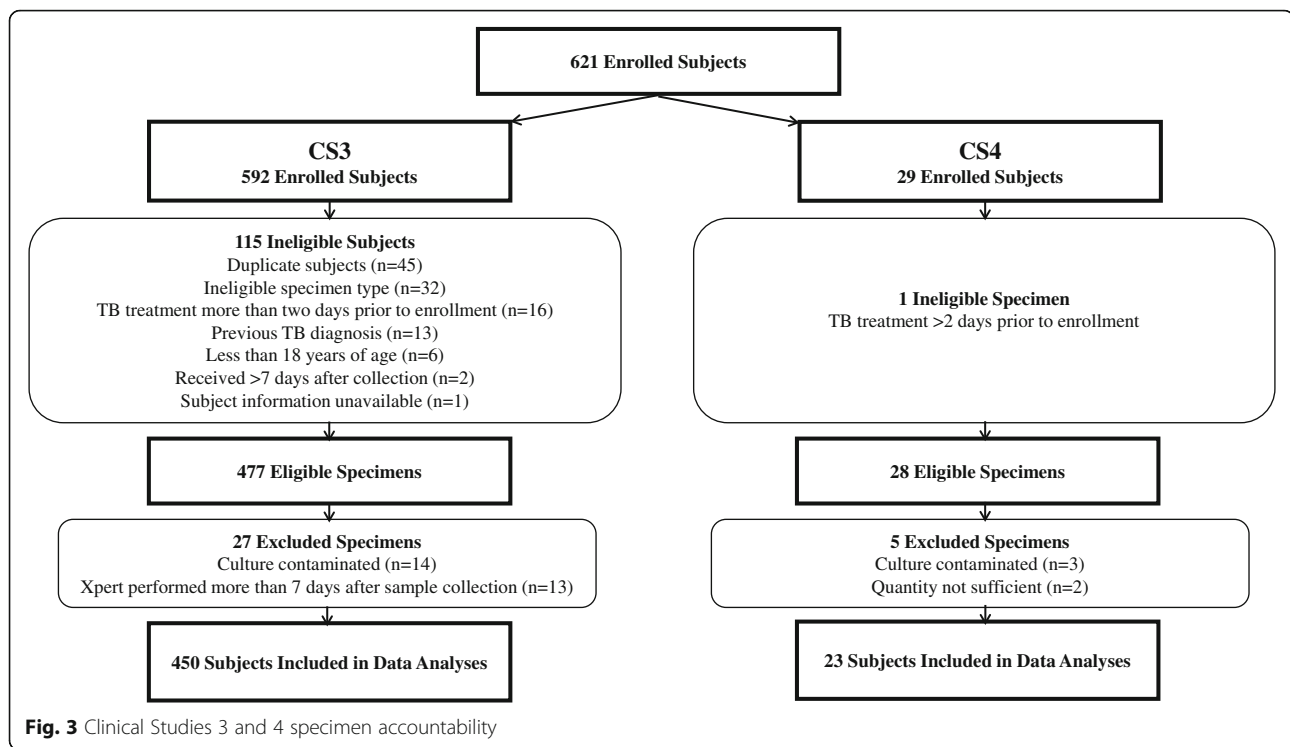 621 Enrolled Subjects
CS3
592 Enrolled Subjects
CS4
29 Enrolled Subjects
115 Ineligible Subjects
Duplicate subjects (n=45)
Ineligible specimen type (n=32)
TB treatment more than two days prior to enrollment (n=16)
Previous TB diagnosis (n=13)
Less than 18 years of age (n=6)
Received >7 days after collection (n=2)
Subject information unavailable (n=1)
1 Ineligible Specimen
TB treatment >2 days prior to enrollment
477 Eligible Specimens
28 Eligible Specimens
27 Excluded Specimens
Culture contaminated (n=14)
Xpert performed more than 7 days after sample collection (n=13)
5 Excluded Specimens
Culture contaminated (n=3)
Quantity not sufficient (n=2)
450 Subjects Included in Data Analyses
23 Subjects Included in Data Analyses
Fig. 3 Clinical Studies 3 and 4 specimen accountability